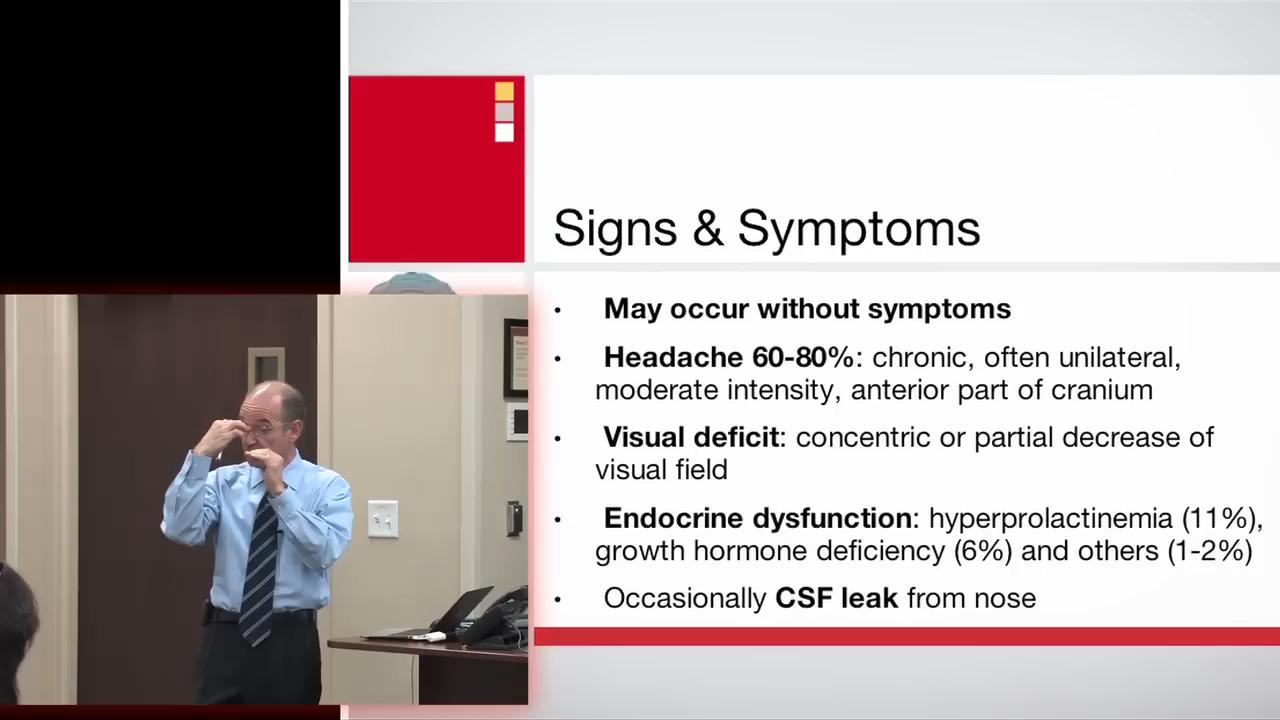 Signs & Symptoms
• May occur without symptoms
• Headache 60-80%: chronic, often unilateral,
moderate intensity, anterior part of cranium
• Visual deficit: concentric or partial decrease of
visual field
• Endocrine dysfunction: hyperprolactinemia (11%),
growth hormone deficiency (6%) and others (1-2%)
• Occasionally CSF leak from nose